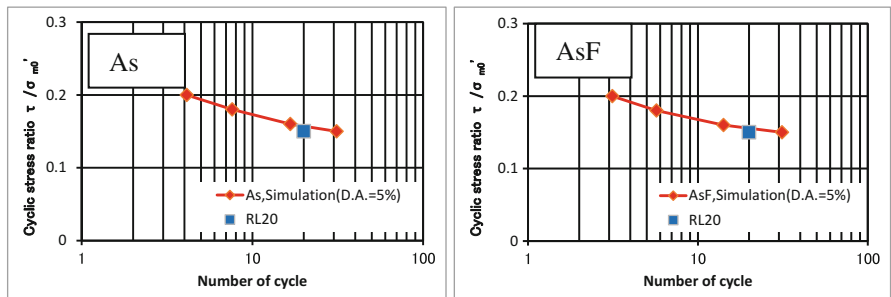 As
0.3
0.2
0.1
0
Cyclic stress ratio τ /σ m0'
As,Simulation(D.A.=5%)
RL20
1 10 100
Number of cycle
AsF
0.3
0.2
0.1
0
Cyclic stress ratio τ /σ m0'
AsF,Simulation(D.A.=5%)
RL20
1 10 100
Number of cycle